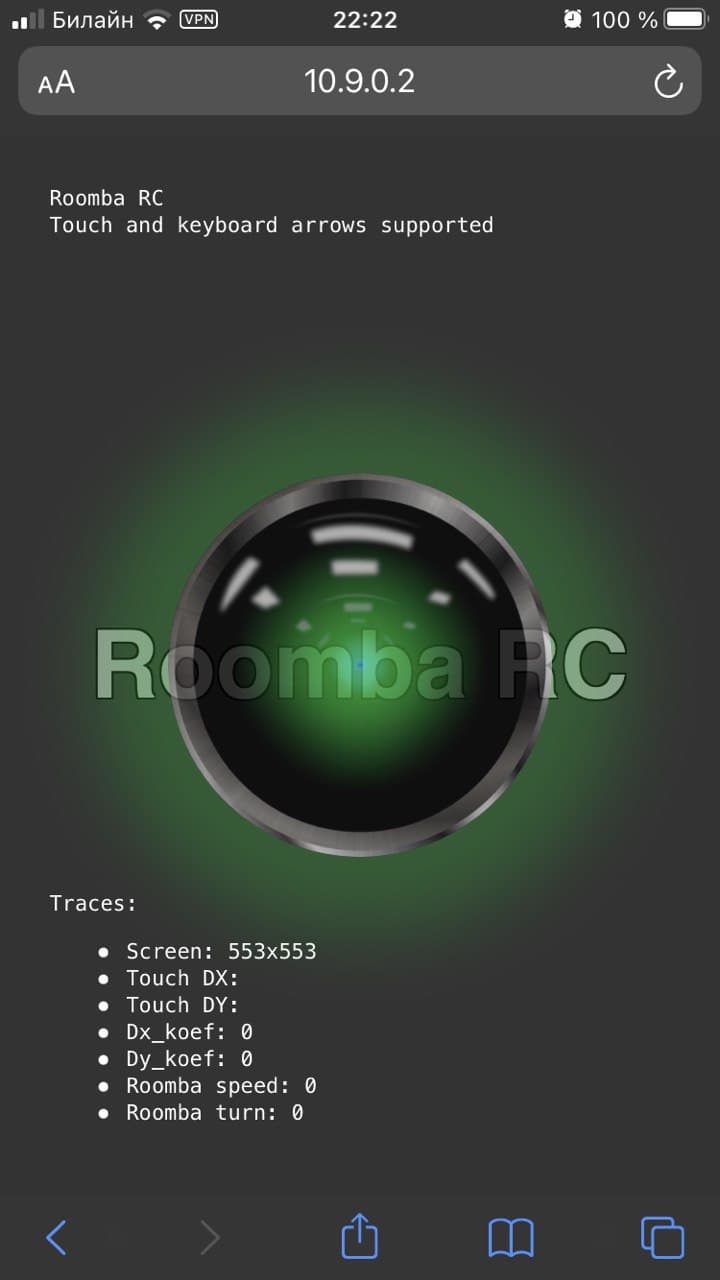 Билайн VPN 22:22 100 %
AA 10.9.0.2
Roomba RC
Touch and keyboard arrows supported
Roomba RC
Traces:
● Screen: 553x553
● Touch DX:
● Touch DY:
● Dx_koef: 0
● Dy_koef: 0
● Roomba speed: 0
● Roomba turn: 0